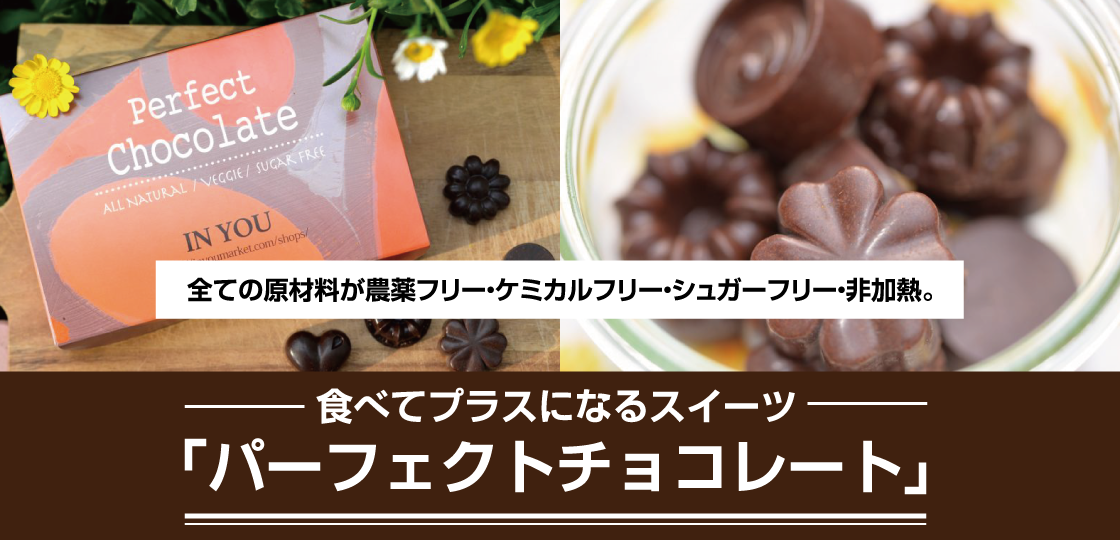 Perfect
Chocolate
ALL NATURAL / VEGGIE / SUGAR FREE
IN YOU
全ての原材料が農薬フリー・ケミカルフリー・シュガーフリー・非加熱。
食べてプラスになるスイーツ
「パーフェクトチョコレート」